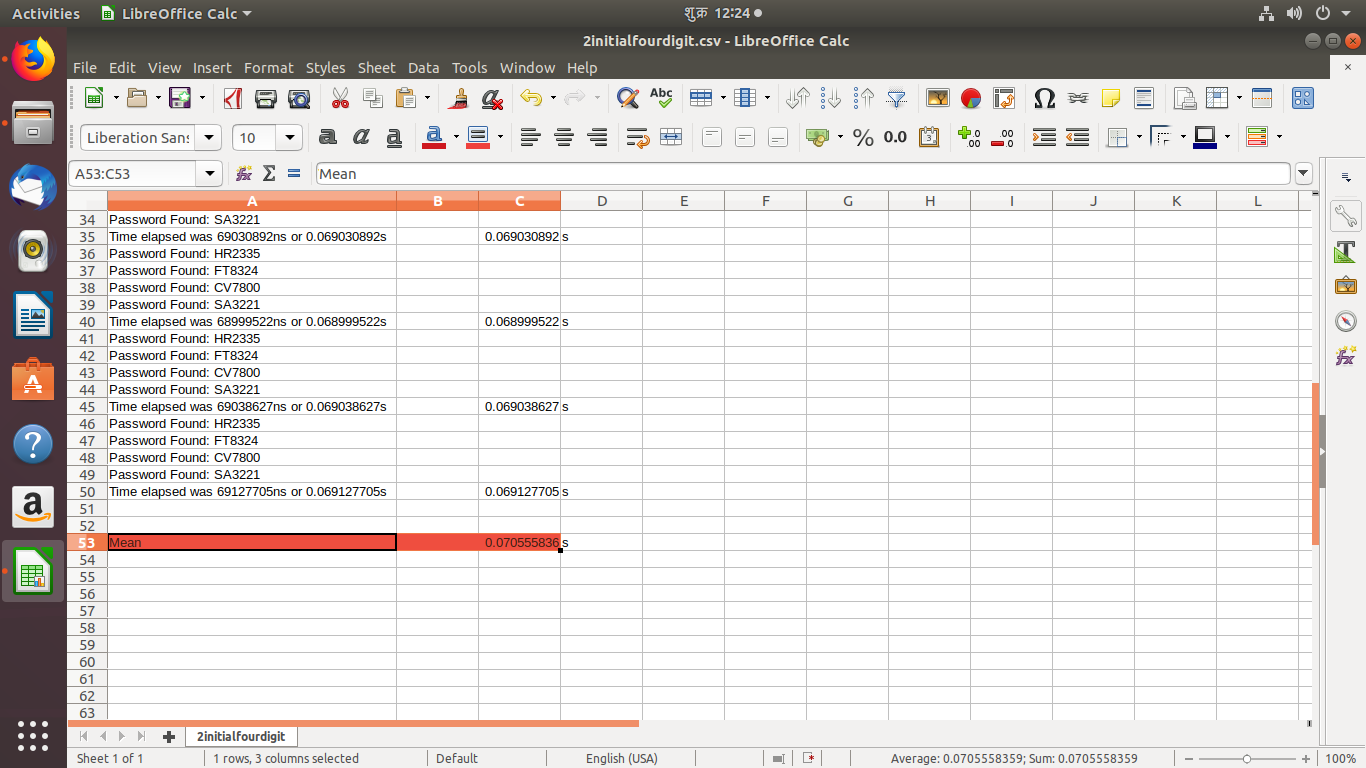 Activities LibreOffice Calc शुक्र 12:24
2initialfourdigit.csv - LibreOffice Calc
File Edit View Insert Format Styles Sheet Data Tools Window Help
Abc
Liberation Sans 10 a a a a % 0.0 7 .00 .00
A53:C53 fx Σ = Mean
A B C D E F G H I J K L
34 Password Found: SA3221
35 Time elapsed was 69030892ns or 0.069030892s 0.069030892 s
36 Password Found: HR2335
37 Password Found: FT8324
38 Password Found: CV7800
39 Password Found: SA3221
40 Time elapsed was 68999522ns or 0.068999522s 0.068999522 s
41 Password Found: HR2335
42 Password Found: FT8324
43 Password Found: CV7800
44 Password Found: SA3221
45 Time elapsed was 69038627ns or 0.069038627s 0.069038627 s
46 Password Found: HR2335
47 Password Found: FT8324
48 Password Found: CV7800
49 Password Found: SA3221
50 Time elapsed was 69127705ns or 0.069127705s 0.069127705 s
51
52
53 Mean 0.070555836 s
54
55
56
57
58
59
60
61
62
63
2initialfourdigit
Sheet 1 of 1 1 rows, 3 columns selected Default English (USA) Average: 0.0705558359; Sum: 0.0705558359 100%